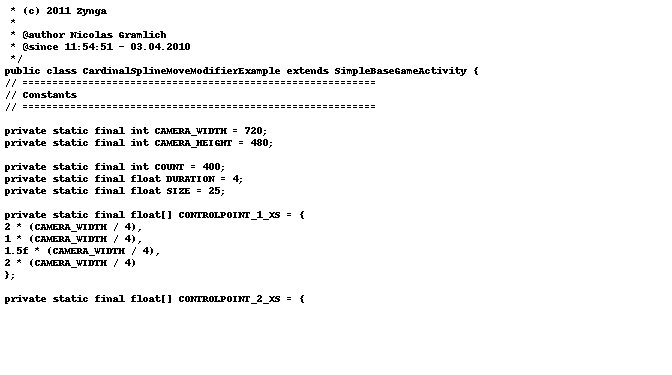 * (c) 2011 Zynga
*
* @author Nicolas Gramlich
* @since 11:54:51 - 03.04.2010
*/
public class CardinalSplineMoveModifierExample extends SimpleBaseGameActivity {
// ===========================================================
// Constants
// ===========================================================
private static final int CAMERA_WIDTH = 720;
private static final int CAMERA_HEIGHT = 480;
private static final int COUNT = 400;
private static final float DURATION = 4;
private static final float SIZE = 25;
private static final float[] CONTROLPOINT_1_XS = {
2 * (CAMERA_WIDTH / 4),
1 * (CAMERA_WIDTH / 4),
1.5f * (CAMERA_WIDTH / 4),
2 * (CAMERA_WIDTH / 4)
};
private static final float[] CONTROLPOINT_2_XS = {